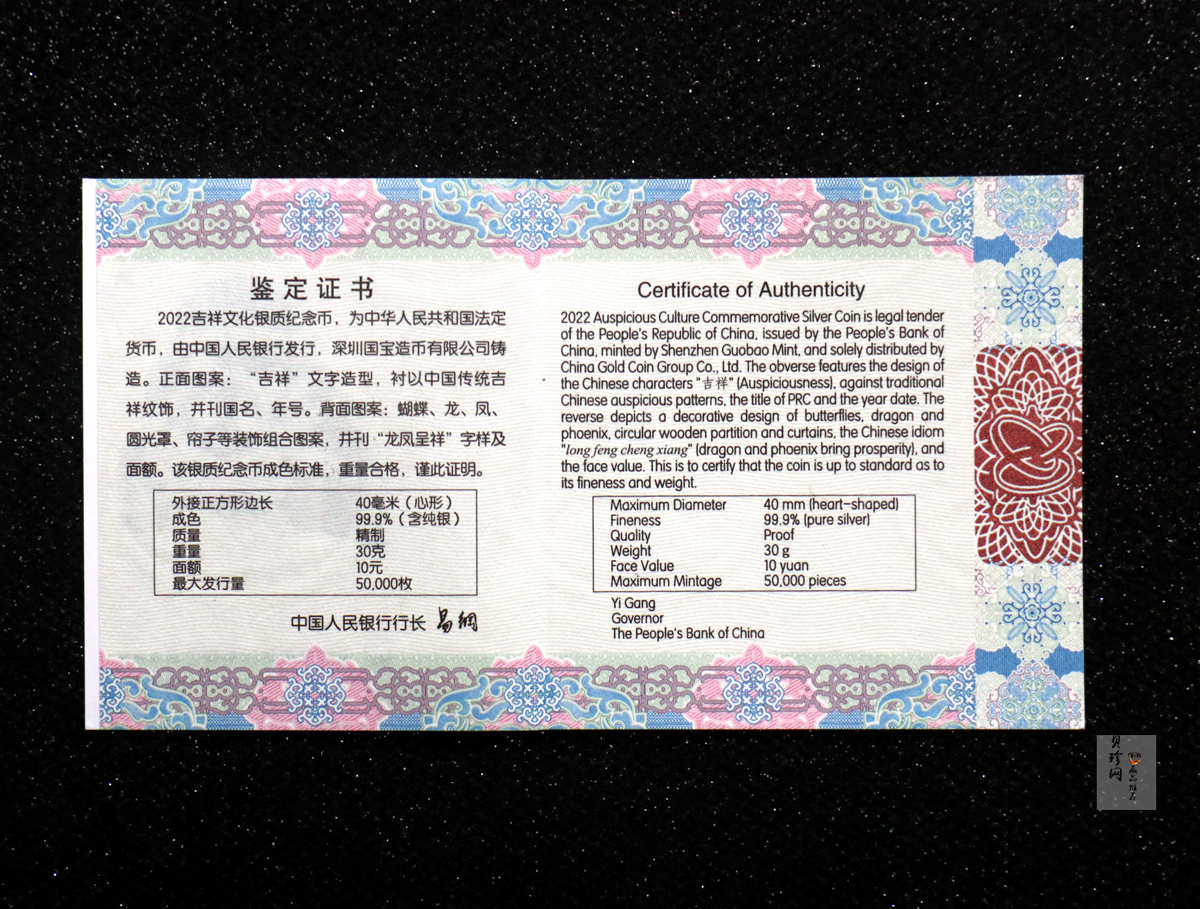 鉴定证书
2022吉祥文化银质纪念币，为中华人民共和国法定
货币，由中国人民银行发行，深圳国宝造币有限公司铸
造。正面图案：“吉祥”文字造型，衬以中国传统吉
祥纹饰，并刊国名、年号。背面图案：蝴蝶、龙、凤、
圆光罩、帘子等装饰组合图案，并刊“龙凤呈祥”字样及
面额。该银质纪念币成色标准，重量合格，谨此证明。
外接正方形边长 40毫米（心形）
成色 99.9%（含纯银）
质量 精制
重量 30克
面额 10元
最大发行量 50,000枚
中国人民银行行长 易纲
Certificate of Authenticity
2022 Auspicious Culture Commemorative Silver Coin is legal tender
of the People's Republic of China, issued by the People's Bank of
China, minted by Shenzhen Guobao Mint, and solely distributed by
China Gold Coin Group Co., Ltd. The obverse features the design of
the Chinese characters "吉祥" (Auspiciousness), against traditional
Chinese auspicious patterns, the title of PRC and the year date. The
reverse depicts a decorative design of butterflies, dragon and
phoenix, circular wooden partition and curtains, the Chinese idiom
"long feng cheng xiang" (dragon and phoenix bring prosperity), and
the face value. This is to certify that the coin is up to standard as to
its fineness and weight.
Maximum Diameter 40 mm (heart-shaped)
Fineness 99.9% (pure silver)
Quality Proof
Weight 30 g
Face Value 10 yuan
Maximum Mintage 50,000 pieces
Yi Gang
Governor
The People's Bank of China
贝珍网